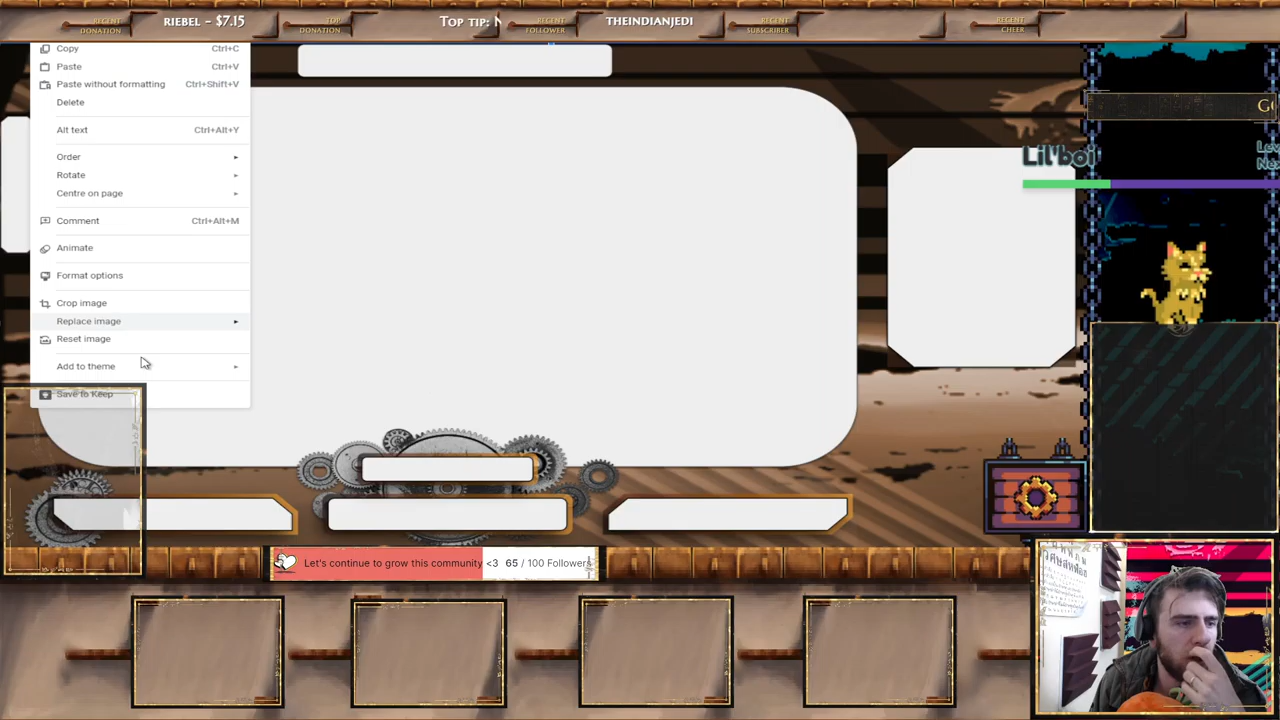 RECENT DONATION
RIEBEL – $7.15
TOP DONATION
Top tip:
RECENT FOLLOWER
THEINDIANJEDI
RECENT SUBSCRIBER
RECENT CHEER
Copy Ctrl+C
Paste Ctrl+V
Paste without formatting Ctrl+Shift+V
Delete
Alt text Ctrl+Alt+Y
Order
Rotate
Centre on page
Comment Ctrl+Alt+M
Animate
Format options
Crop image
Replace image
Reset image
Add to theme
Save to Keep
Lil'boi
Let's continue to grow this community <3 65 / 100 Followers